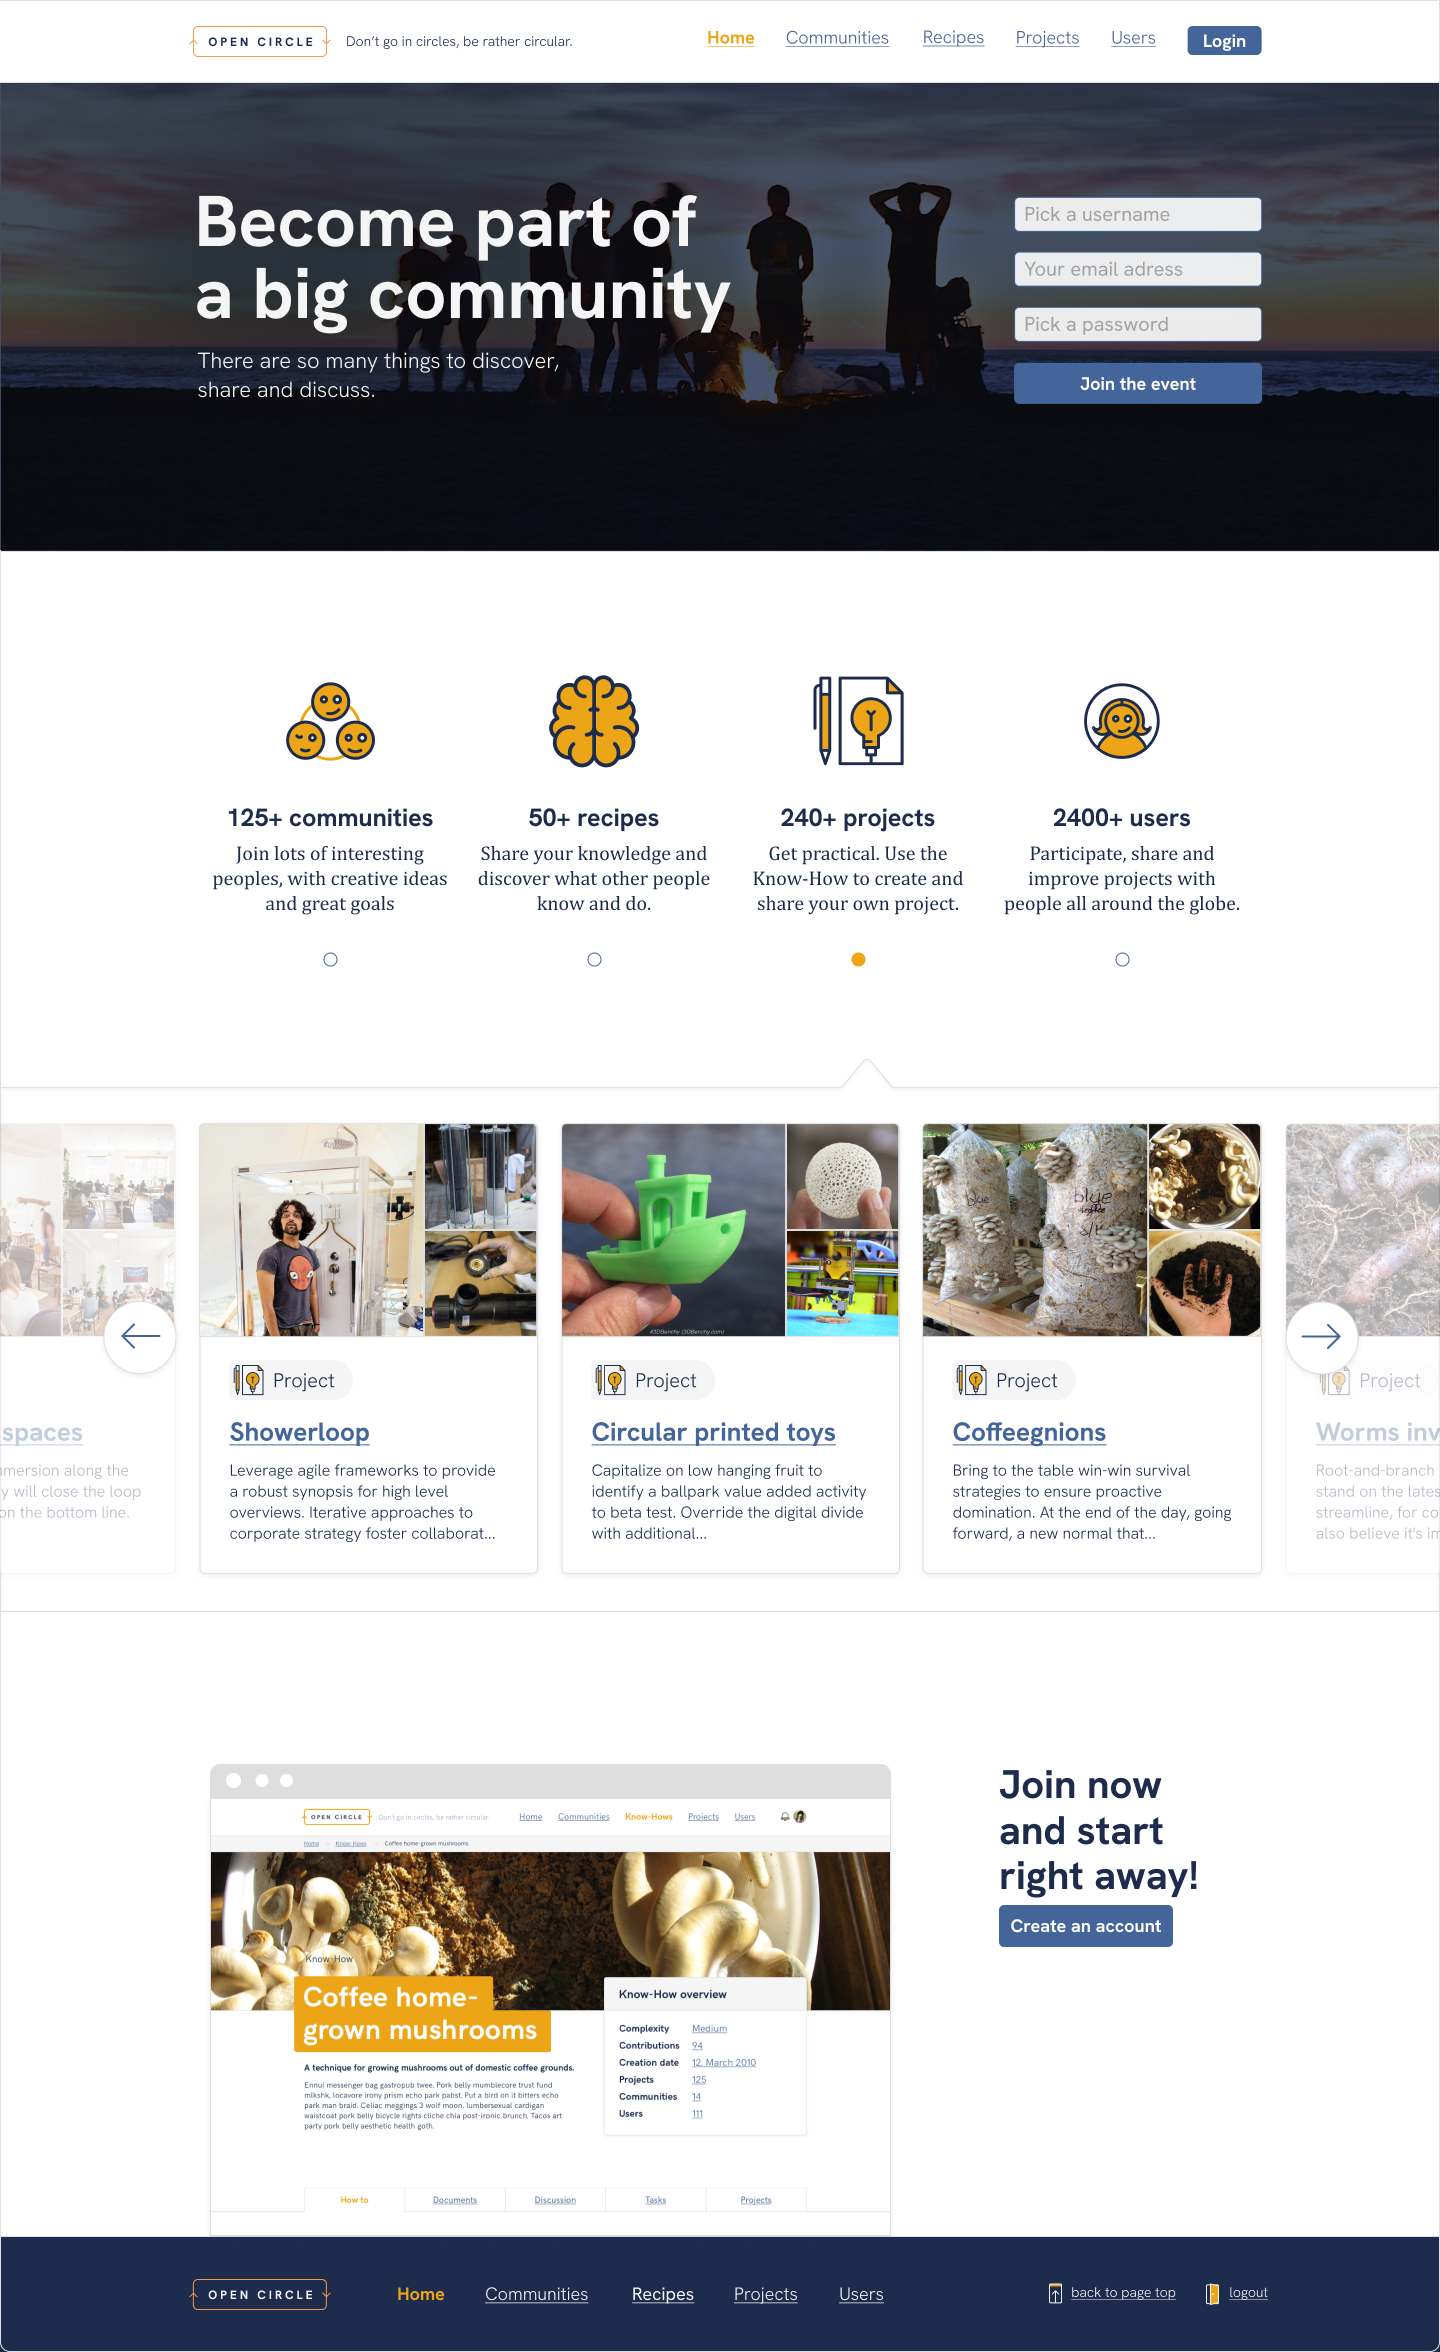 OPEN CIRCLE
Don't go in circles, be rather circular.
Home Communities Recipes Projects Users Login
Become part of
a big community
There are so many things to discover,
share and discuss.
Pick a username
Your email adress
Pick a password
Join the event
125+ communities
Join lots of interesting
peoples, with creative ideas
and great goals
50+ recipes
Share your knowledge and
discover what other people
know and do.
240+ projects
Get practical. Use the
Know-How to create and
share your own project.
2400+ users
Participate, share and
improve projects with
people all around the globe.
spaces
mersion along the
y will close the loop
on the bottom line.
Project
Showerloop
Leverage agile frameworks to provide
a robust synopsis for high level
overviews. Iterative approaches to
corporate strategy foster collaborat...
#3DBenchy (3DBenchy.com)
Project
Circular printed toys
Capitalize on low hanging fruit to
identify a ballpark value added activity
to beta test. Override the digital divide
with additional...
blue
blue
Project
Coffeegnions
Bring to the table win-win survival
strategies to ensure proactive
domination. At the end of the day, going
forward, a new normal that...
Project
Worms inv
Root-and-branch
stand on the lates
streamline, for co
also believe it's im
OPEN CIRCLE
Don't go in circles, be rather circular.
Home Communities Know-Hows Projects Users
Home Know-Hows Coffee home-grown mushrooms
Know-How
Coffee home-
grown mushrooms
A technique for growing mushrooms out of domestic coffee grounds.
Ennui messenger bag gastropub twee. Pork belly mumblecore trust fund
mlkshk, locavore irony prism echo park pabst. Put a bird on it bitters echo
park man braid. Celiac meggings 3 wolf moon, lumbersexual cardigan
waistcoat pork belly bicycle rights cliche chia post-ironic brunch. Tacos art
party pork belly aesthetic health goth.
Know-How overview
Complexity Medium
Contributions 94
Creation date 12. March 2010
Projects 125
Communities 14
Users 111
How to Documents Discussion Tasks Projects
Join now
and start
right away!
Create an account
OPEN CIRCLE
Home Communities Recipes Projects Users
back to page top
logout